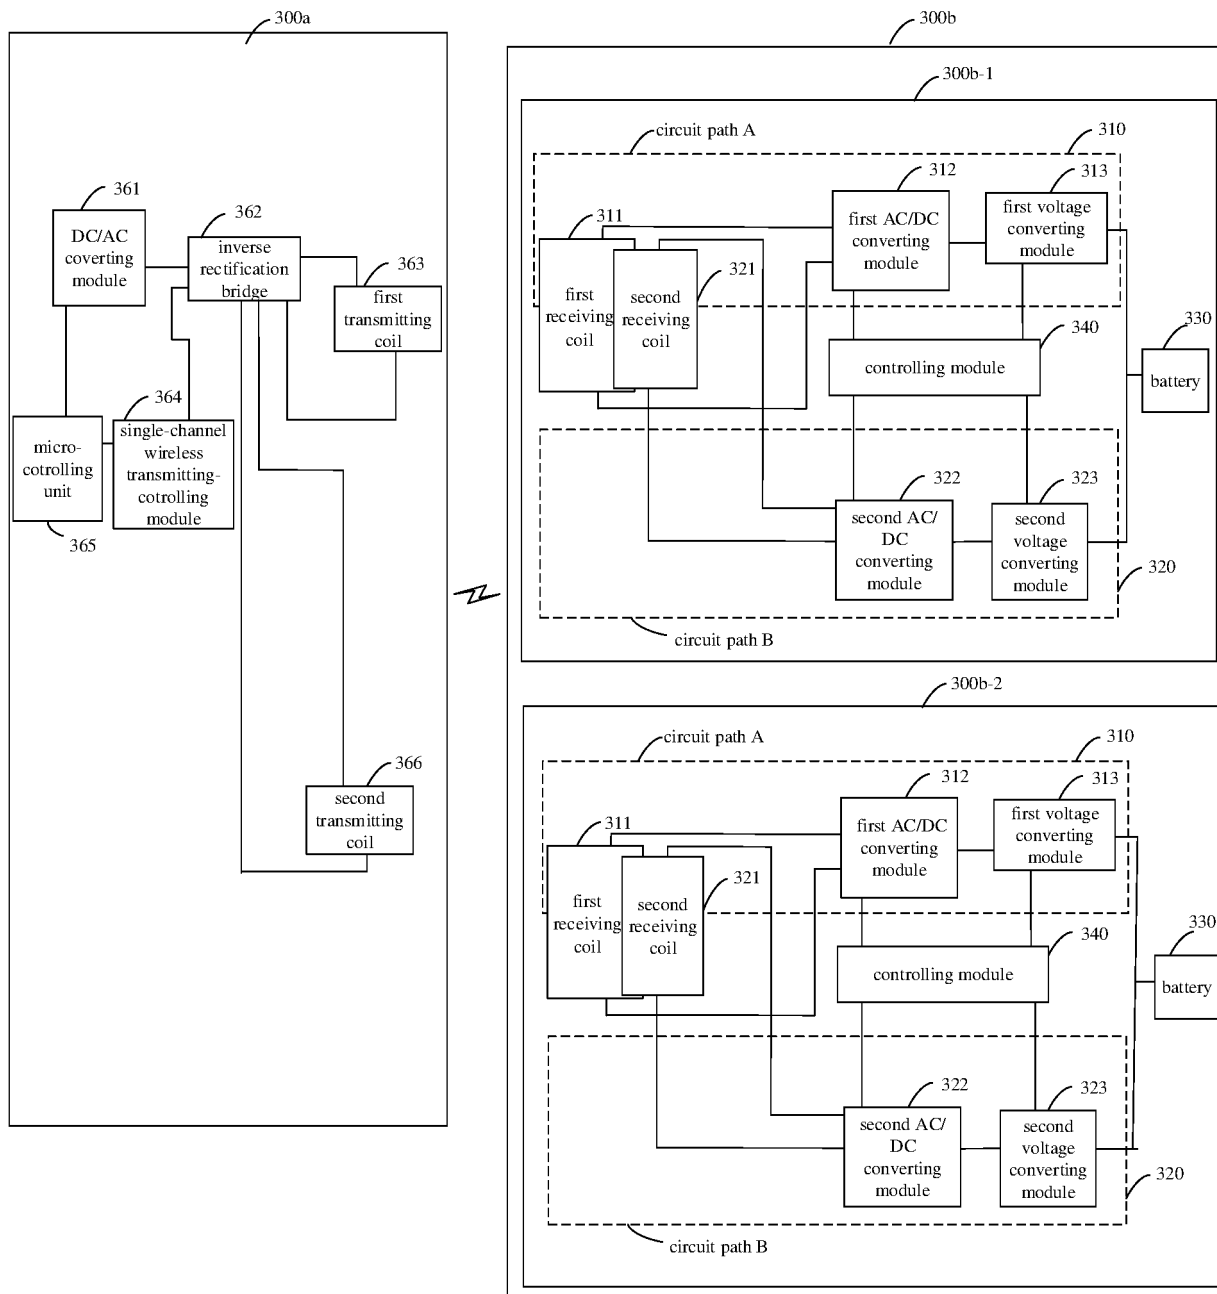 300a
361
DC/AC
coverting
module
362
inverse
rectification
bridge
363
first
transmitting
coil
364
single-channel
wireless
transmitting-
cotrolling
module
micro-
cotrolling
unit
365
366
second
transmitting
coil
300b
300b-1
circuit path A
310
312
313
first AC/DC
converting
module
first voltage
converting
module
311
321
first
receiving
coil
second
receiving
coil
340
controlling module
330
battery
322
323
second AC/
DC
converting
module
second
voltage
converting
module
320
circuit path B
300b-2
circuit path A
310
312
313
first AC/DC
converting
module
first voltage
converting
module
311
321
first
receiving
coil
second
receiving
coil
340
controlling module
330
battery
322
323
second AC/
DC
converting
module
second
voltage
converting
module
320
circuit path B